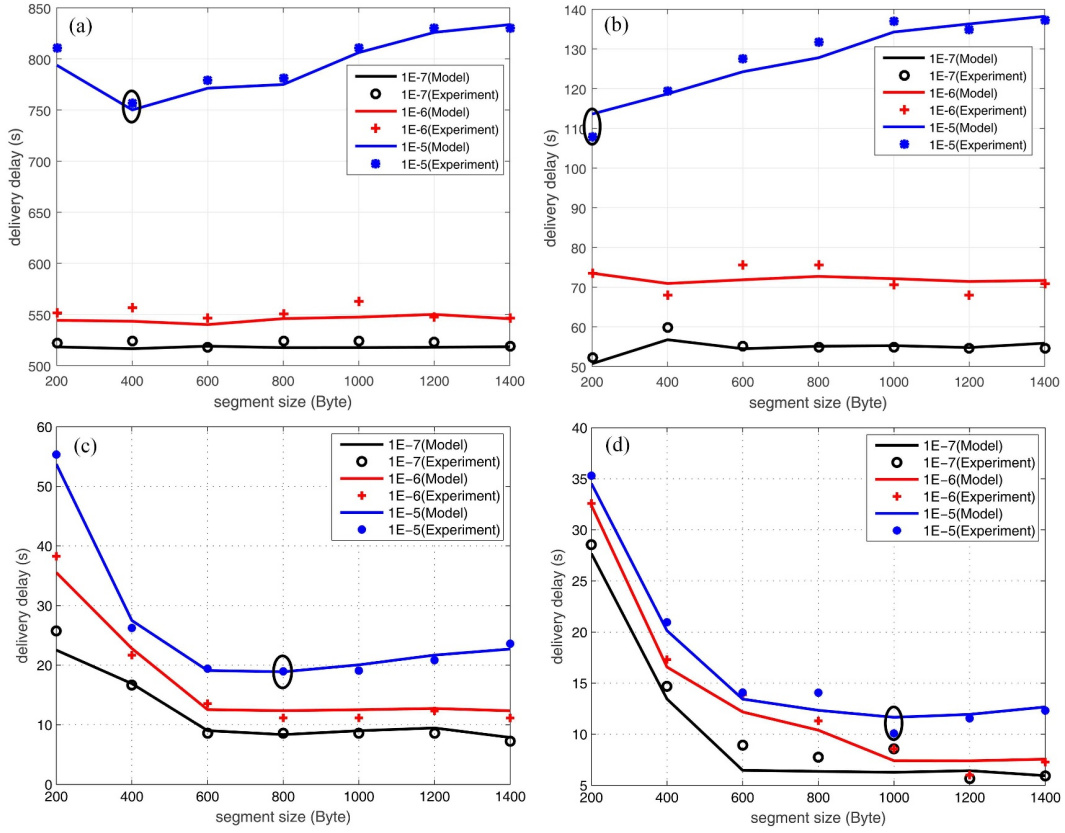 (a)
850
800
750
700
650
600
550
500
delivery delay (s)
1E-7(Model)
1E-7(Experiment)
1E-6(Model)
1E-6(Experiment)
1E-5(Model)
1E-5(Experiment)
200 400 600 800 1000 1200 1400
segment size (Byte)
(b)
140
130
120
110
100
90
80
70
60
50
delivery delay (s)
1E-7(Model)
1E-7(Experiment)
1E-6(Model)
1E-6(Experiment)
1E-5(Model)
1E-5(Experiment)
200 400 600 800 1000 1200 1400
segment size (Byte)
(c)
60
50
40
30
20
10
0
delivery delay (s)
1E−7(Model)
1E−7(Experiment)
1E−6(Model)
1E−6(Experiment)
1E−5(Model)
1E−5(Experiment)
200 400 600 800 1000 1200 1400
segment size (Byte)
(d)
40
35
30
25
20
15
10
5
delivery delay (s)
1E−7(Model)
1E−7(Experiment)
1E−6(Model)
1E−6(Experiment)
1E−5(Model)
1E−5(Experiment)
200 400 600 800 1000 1200 1400
segment size (Byte)